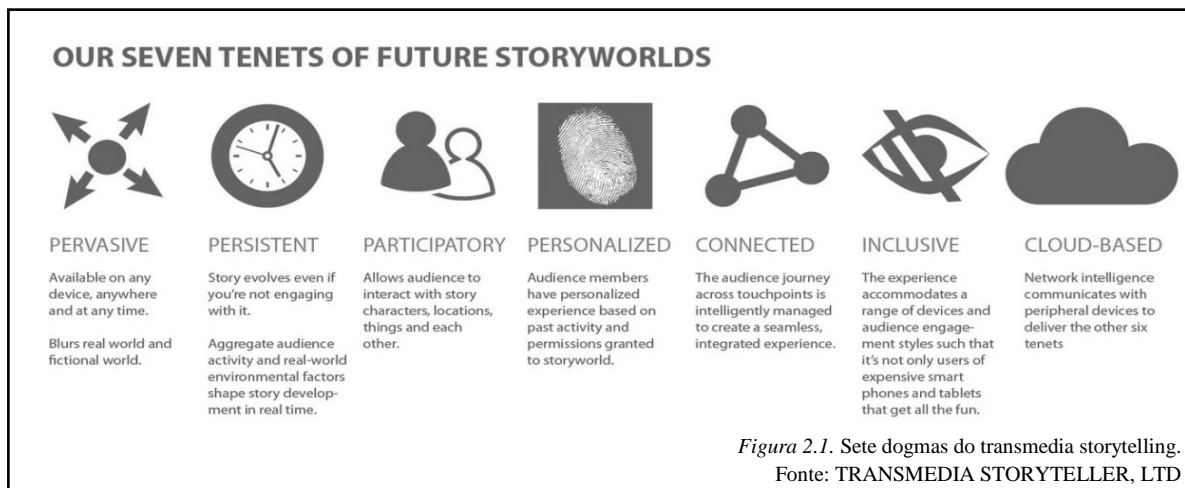 OUR SEVEN TENETS OF FUTURE STORYWORLDS
PERVASIVE
Available on any
device, anywhere
and at any time.
Blurs real world and
fictional world.
PERSISTENT
Story evolves even if
you’re not engaging
with it.
Aggregate audience
activity and real-world
environmental factors
shape story develop-
ment in real time.
PARTICIPATORY
Allows audience to
interact with story
characters, locations,
things and each
other.
PERSONALIZED
Audience members
have personalized
experience based on
past activity and
permissions granted
to storyworld.
CONNECTED
The audience journey
across touchpoints is
intelligently managed
to create a seamless,
integrated experience.
INCLUSIVE
The experience
accommodates a
range of devices and
audience engage-
ment styles such that
it’s not only users of
expensive smart
phones and tablets
that get all the fun.
CLOUD-BASED
Network intelligence
communicates with
peripheral devices to
deliver the other six
tenets
Figura 2.1. Sete dogmas do transmedia storytelling.
Fonte: TRANSMEDIA STORYTELLER, LTD